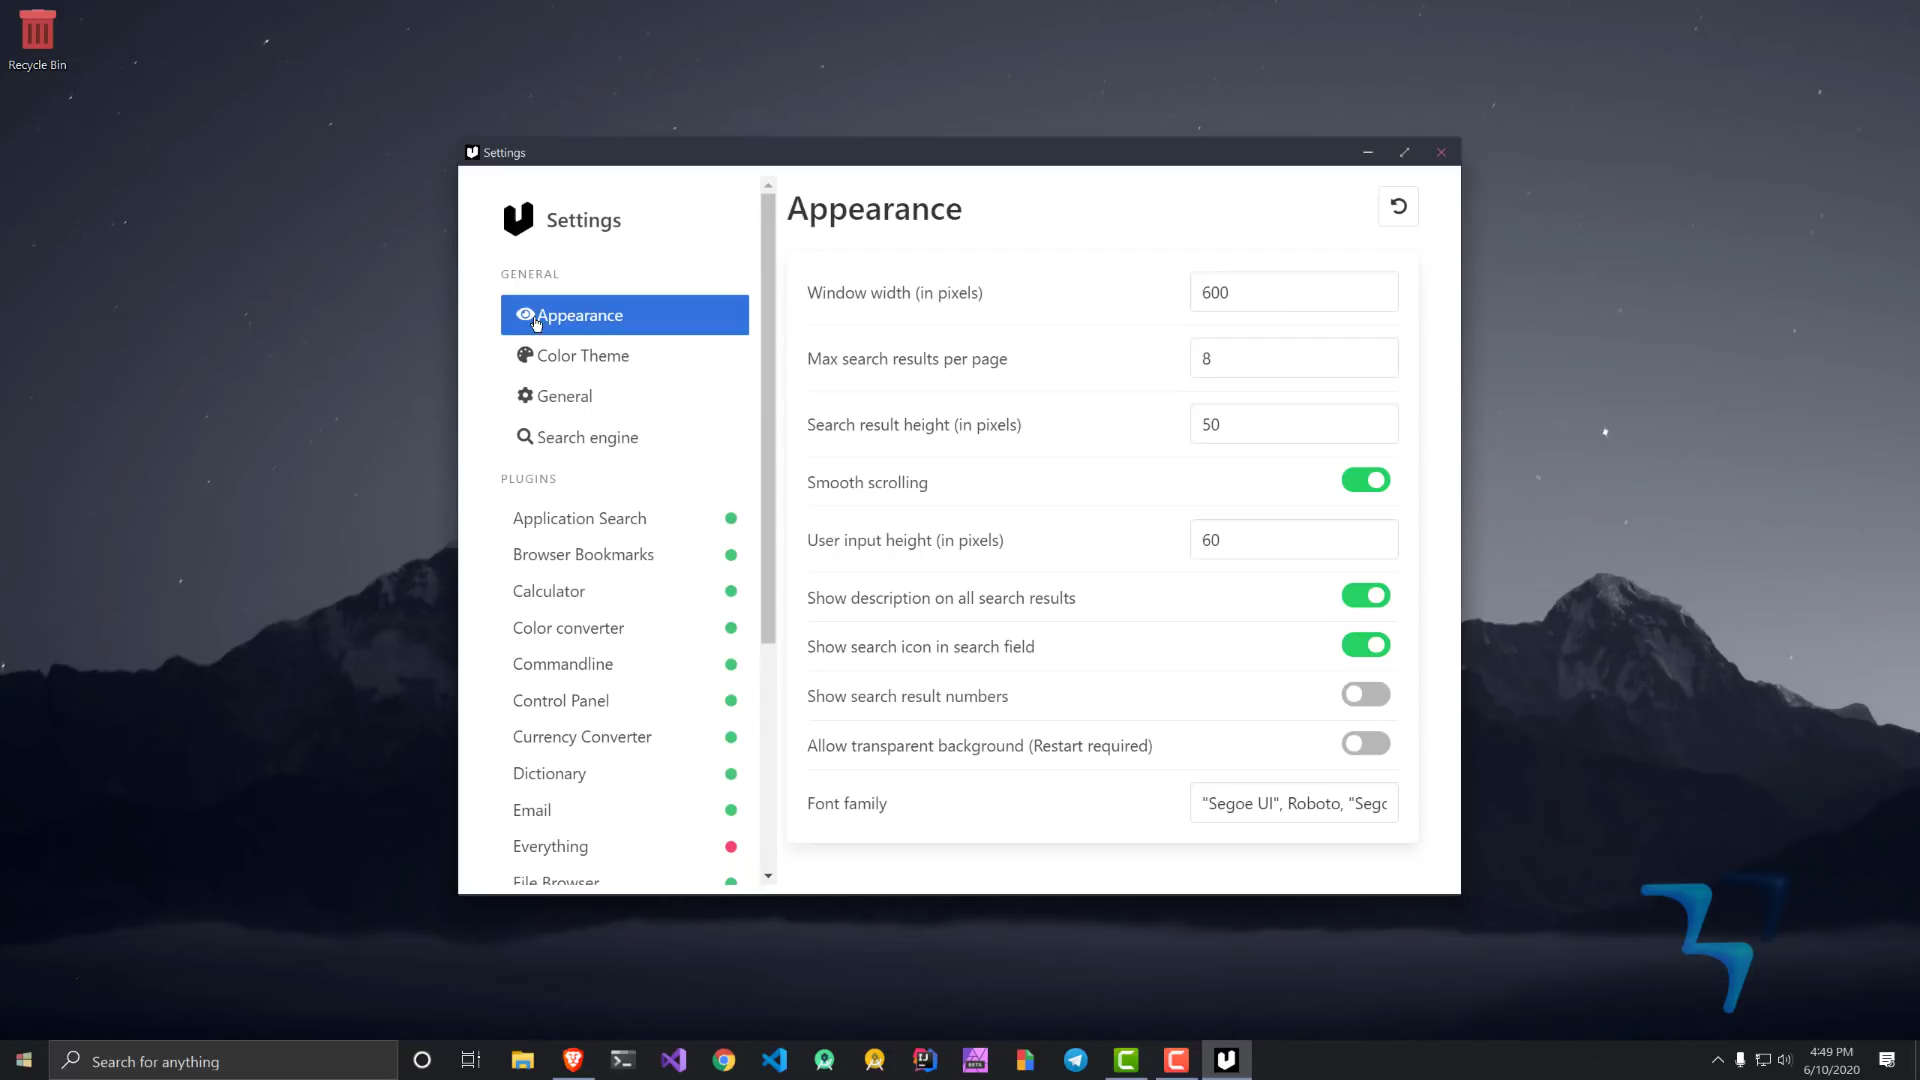 Recycle Bin
Settings
Settings
GENERAL
Appearance
Color Theme
General
Search engine
PLUGINS
Application Search
Browser Bookmarks
Calculator
Color converter
Commandline
Control Panel
Currency Converter
Dictionary
Email
Everything
File Browser
Appearance
Window width (in pixels)
600
Max search results per page
8
Search result height (in pixels)
50
Smooth scrolling
User input height (in pixels)
60
Show description on all search results
Show search icon in search field
Show search result numbers
Allow transparent background (Restart required)
Font family
"Segoe UI", Roboto, "Sego
Search for anything
BETA
4:49 PM
6/10/2020